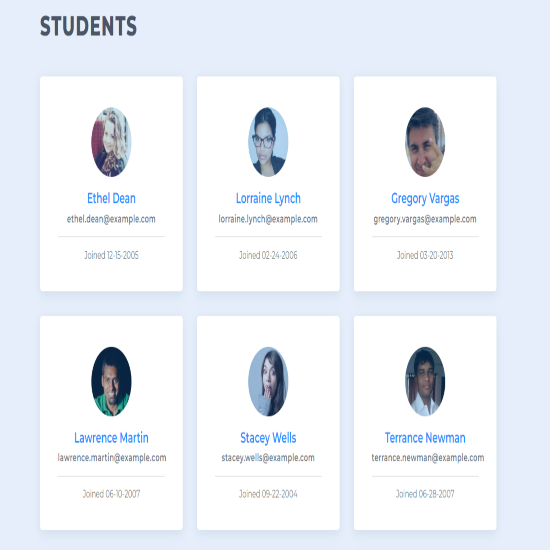 STUDENTS
Ethel Dean
ethel.dean@example.com
Joined 12-15-2005
Lorraine Lynch
lorraine.lynch@example.com
Joined 02-24-2006
Gregory Vargas
gregory.vargas@example.com
Joined 03-20-2013
Lawrence Martin
lawrence.martin@example.com
Joined 06-10-2007
Stacey Wells
stacey.wells@example.com
Joined 09-22-2004
Terrance Newman
terrance.newman@example.com
Joined 06-28-2007